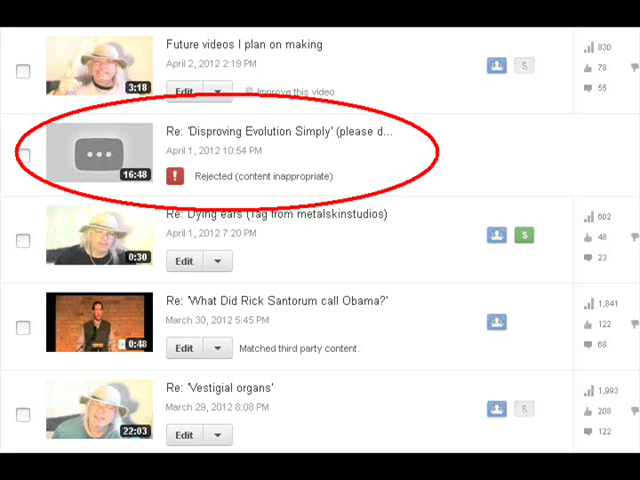 Future videos I plan on making
April 2, 2012 2:19 PM
3:18
Edit
Improve this video
S
830
78
55
Re: 'Disproving Evolution Simply' (please d...
April 1, 2012 10:54 PM
16:48
Rejected (content inappropriate)
Re: Dying ears (Tag from metalskinstudios)
April 1, 2012 7:20 PM
0:30
Edit
S
602
48
23
Re: 'What Did Rick Santorum call Obama?'
March 30, 2012 5:45 PM
0:48
Edit
Matched third party content.
1,841
122
68
Re: 'Vestigial organs'
March 29, 2012 8:08 PM
22:03
Edit
S
1,993
208
122